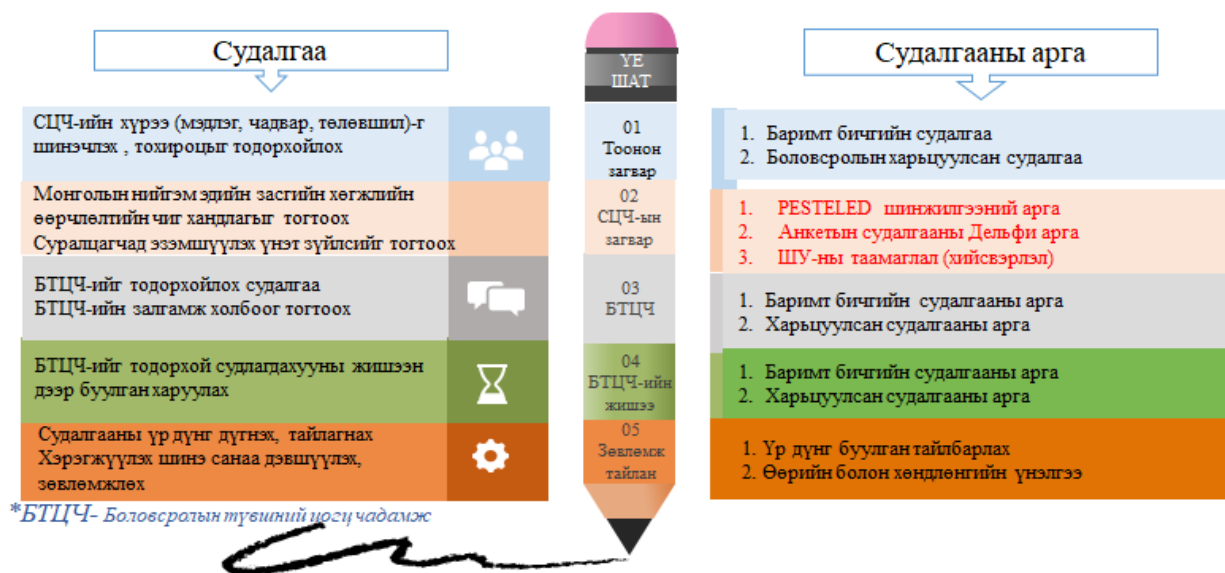 Судалгаа
ҮЕ
ШАТ
Судалгааны арга
СЦЧ-ийн хүрээ (мэдлэг, чадвар, төлөвшил)-г
шинэчлэх , тохироцыг тодорхойлох
01
Тоонон
загвар
1. Баримт бичгийн судалгаа
2. Боловсролын харьцуулсан судалгаа
Монголын нийгэм эдийн засгийн хөгжлийн
өөрчлөлтийн чиг хандлагыг тогтоох
Суралцагчад эзэмшүүлэх үнэт зүйлсийг тогтоох
02
СЦЧ-ын
загвар
1. PESTELED шинжилгээний арга
2. Анкетын судалгааны Дельфи арга
3. ШУ-ны таамаглал (хийсвэрлэл)
БТЦЧ-ийг тодорхойлох судалгаа
БТЦЧ-ийн залгамж холбоог тогтоох
03
БТЦЧ
1. Баримт бичгийн судалгааны арга
2. Харьцуулсан судалгааны арга
БТЦЧ-ийг тодорхой судлагдахууны жишээн
дээр буулган харуулах
04
БТЦЧ-ийн
жишээ
1. Баримт бичгийн судалгааны арга
2. Харьцуулсан судалгааны арга
Судалгааны үр дүнг дүгнэх, тайлагнах
Хэрэгжүүлэх шинэ санаа дэвшүүлэх,
зөвлөмжлөх
05
Зөвлөмж
тайлан
1. Үр дүнг буулган тайлбарлах
2. Өөрийн болон хөндлөнгийн үнэлгээ
*БТЦЧ- Боловсролын түвшний цогц чадамж